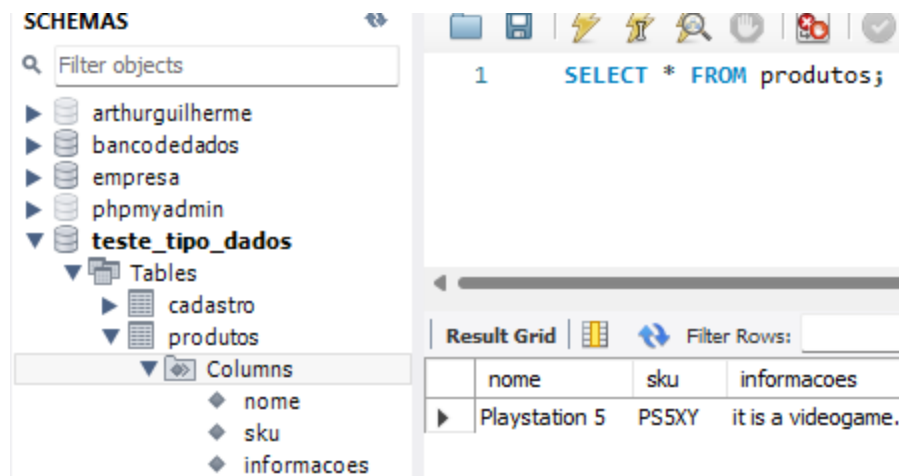 SCHEMAS
Filter objects
arthurguilherme
bancodedados
empresa
phpmyadmin
teste_tipo_dados
Tables
cadastro
produtos
Columns
nome
sku
informacoes
1 SELECT * FROM produtos;
Result Grid Filter Rows:
nome sku informacoes
Playstation 5 PS5XY it is a videogame.